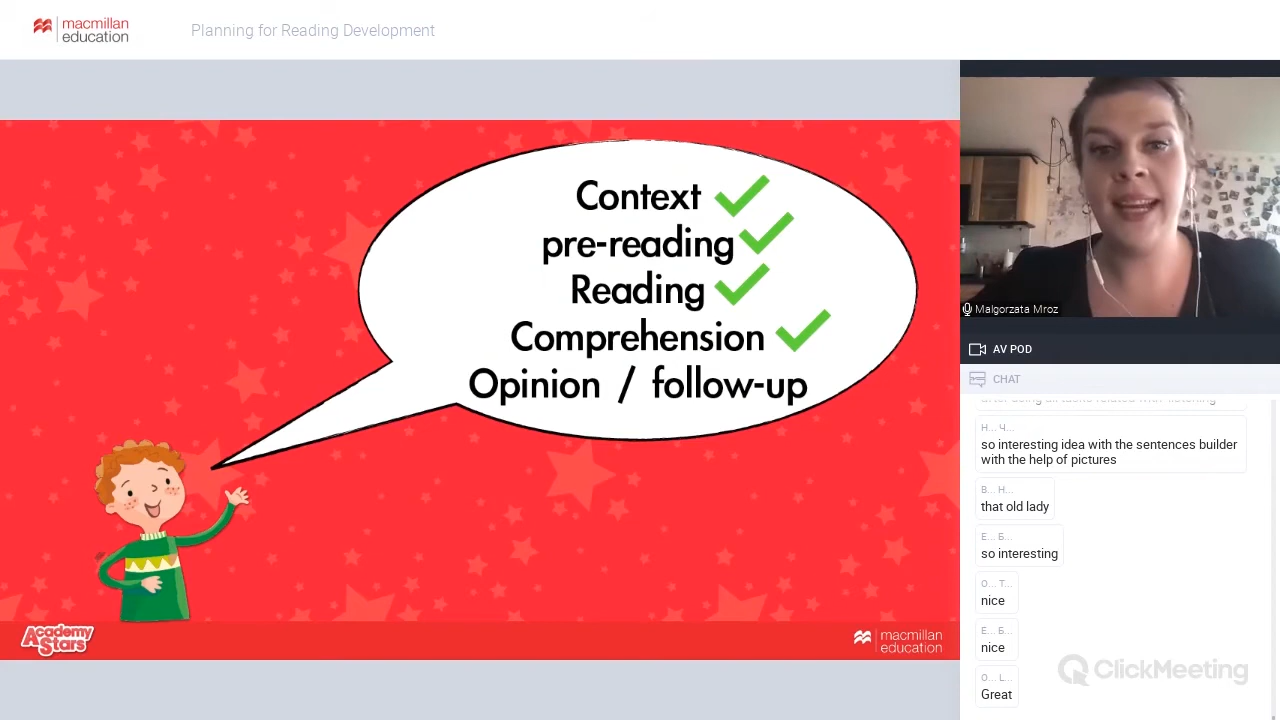 macmillan
education
Planning for Reading Development
Context
pre-reading
Reading
Comprehension
Opinion / follow-up
Academy
Stars
macmillan
education
Malgorzata Mroz
AV POD
CHAT
Н... Ч...
so interesting idea with the sentences builder
with the help of pictures
В... Н...
that old lady
Е... Б...
so interesting
О... Т...
nice
Е... Б...
nice
O... L...
Great
ClickMeeting